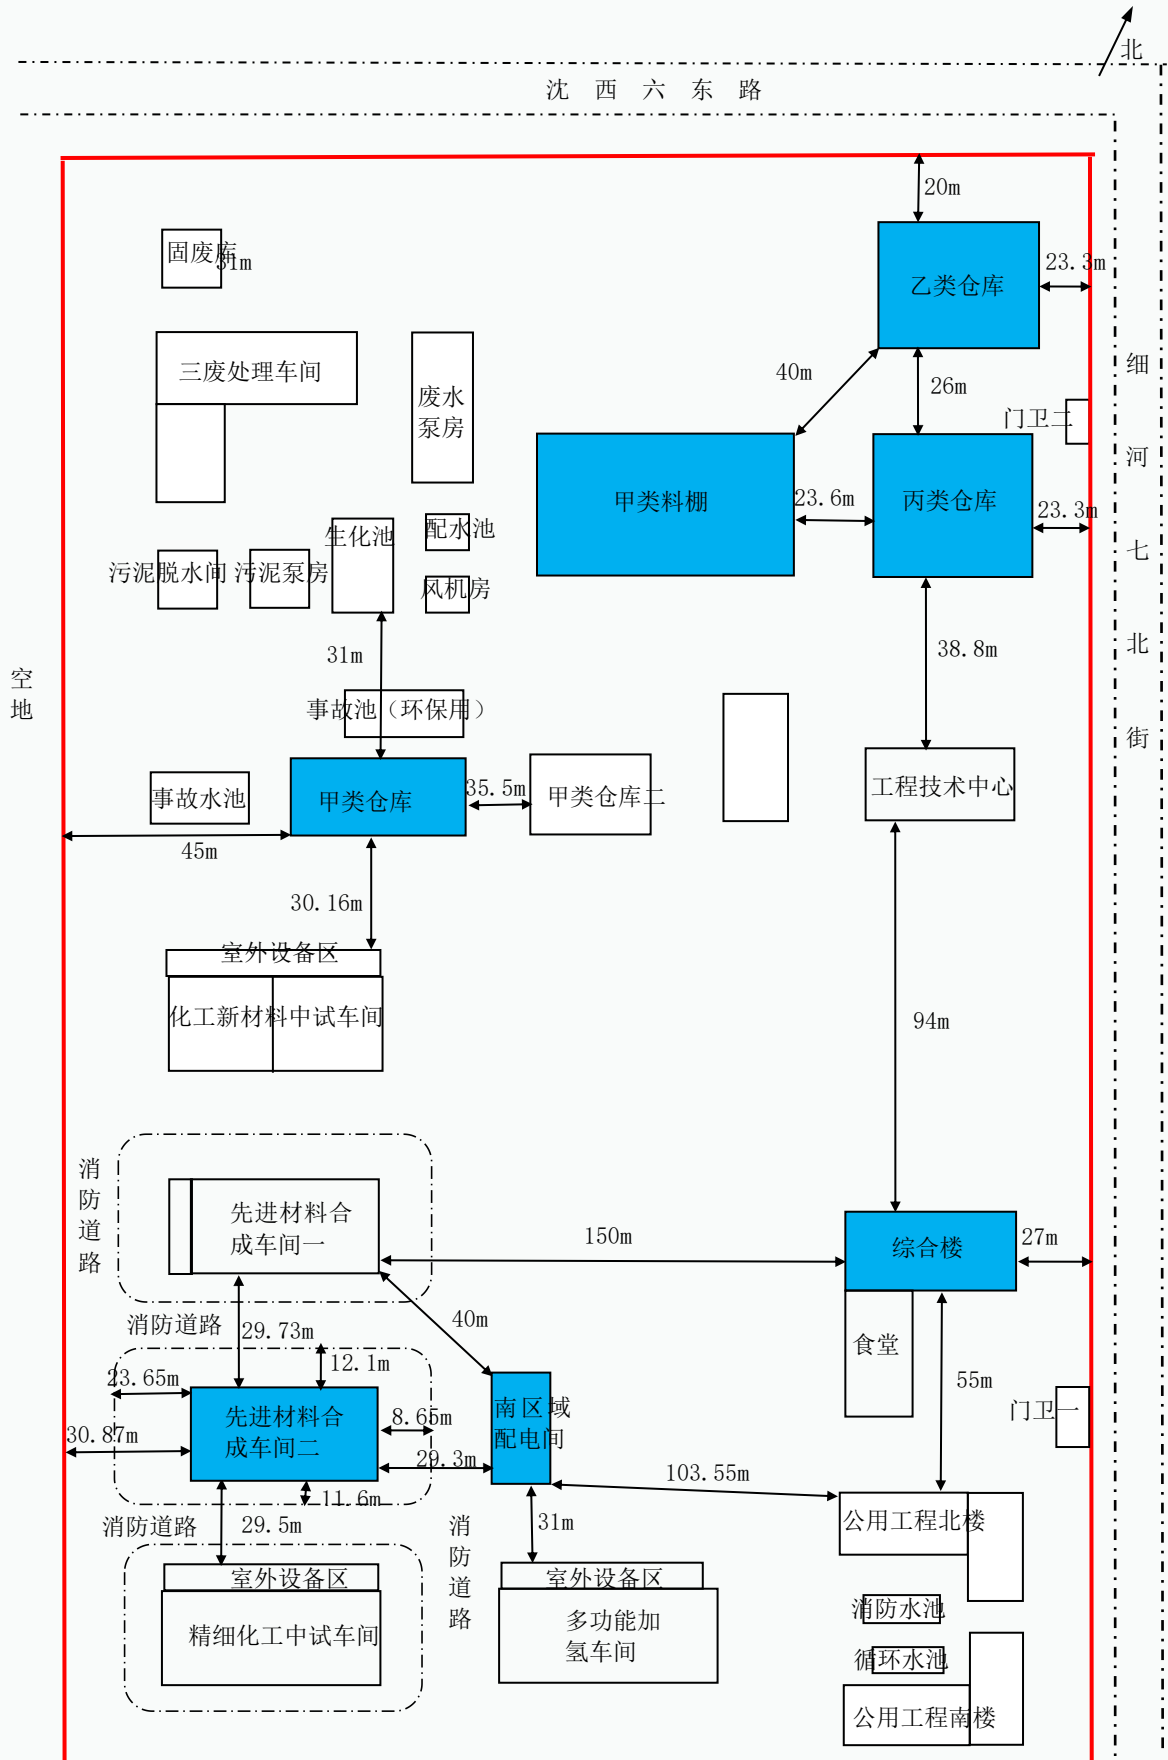 北
沈西六东路
20m
固废库
31m
乙类仓库
23.3m
三废处理车间
废水
泵房
40m
26m
细河七北街
门卫二
甲类料棚
23.6m
丙类仓库
23.3m
生化池
配水池
污泥脱水间
污泥泵房
风机房
31m
38.8m
空地
事故池（环保用）
事故水池
甲类仓库
35.5m
甲类仓库二
工程技术中心
45m
30.16m
室外设备区
化工新材料中试车间
94m
消防道路
先进材料合
成车间一
150m
综合楼
27m
消防道路
29.73m
40m
食堂
12.1m
23.65m
55m
先进材料合
成车间二
8.65m
南区域
配电间
门卫一
30.87m
29.3m
103.55m
11.6m
消防道路
29.5m
消防道路
31m
公用工程北楼
室外设备区
室外设备区
精细化工中试车间
多功能加
氢车间
消防水池
循环水池
公用工程南楼